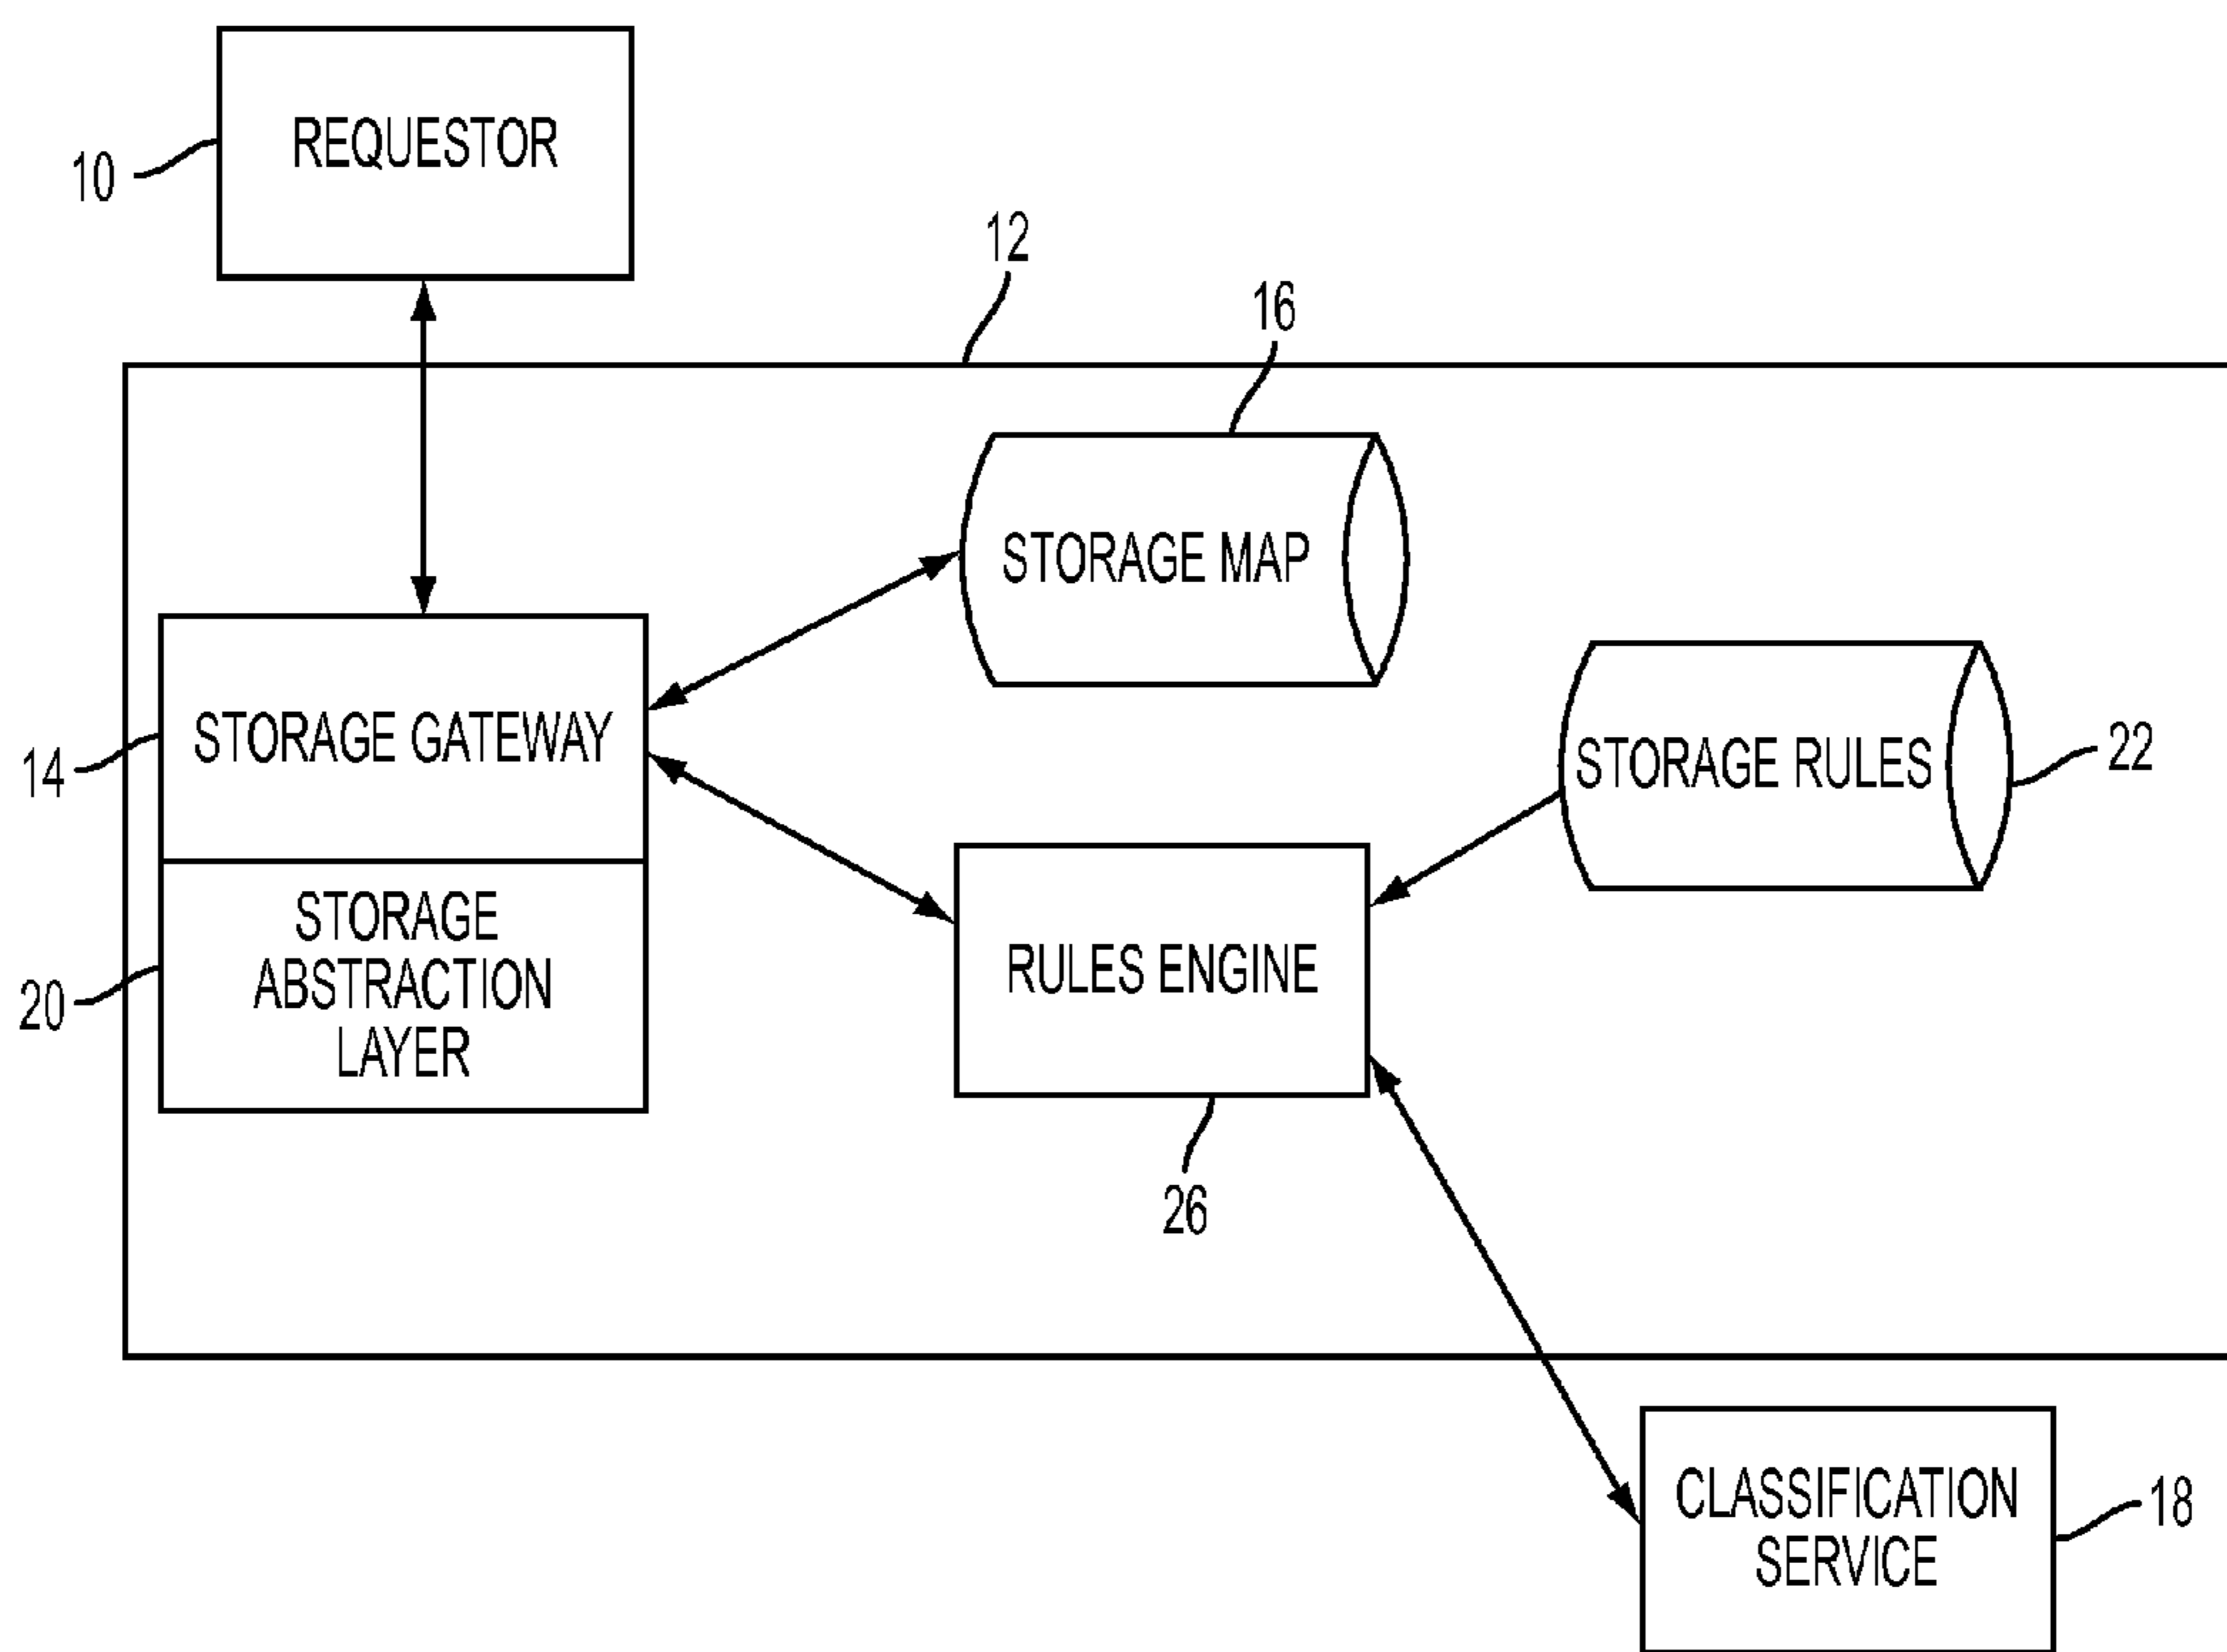 REQUESTOR
10
12
16
STORAGE MAP
STORAGE GATEWAY
14
STORAGE RULES
22
STORAGE
ABSTRACTION
LAYER
20
RULES ENGINE
26
CLASSIFICATION
SERVICE
18